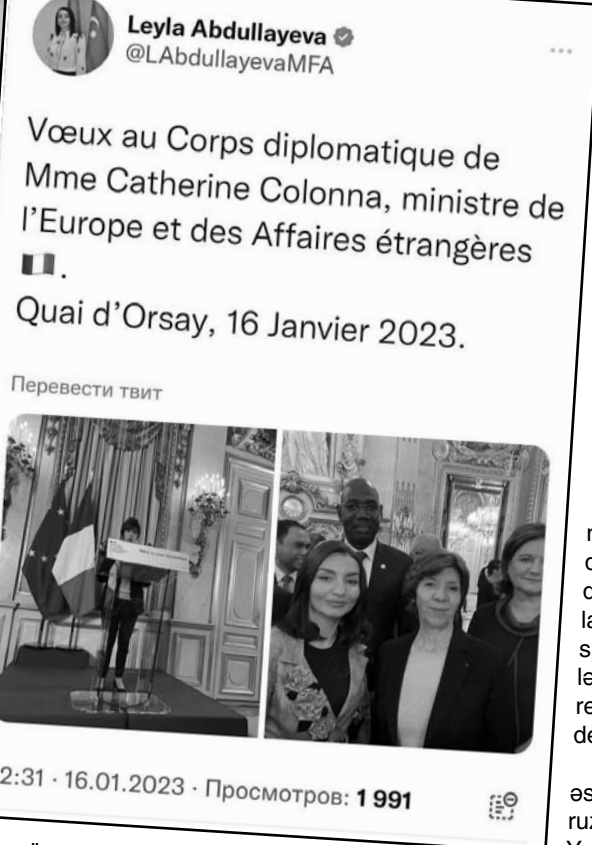 Leyla Abdullayeva
@LAbdullayevaMFA
Vœux au Corps diplomatique de
Mme Catherine Colonna, ministre de
l’Europe et des Affaires étrangères
.
Quai d’Orsay, 16 Janvier 2023.
Перевести твит
2:31 · 16.01.2023 · Просмотров: 1 991